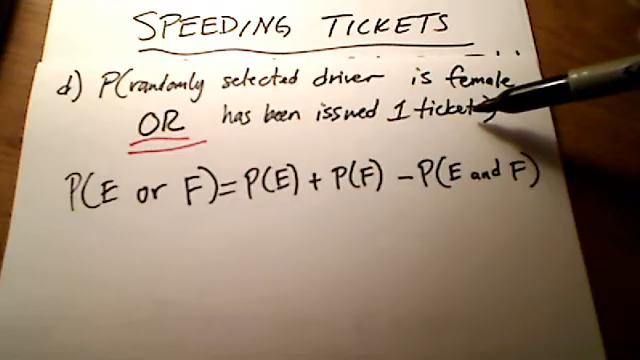 SPEEDING TICKETS
d) P(randomly selected driver is female
OR has been issued 1 ticket)
P(E or F) = P(E) + P(F) - P(E and F)